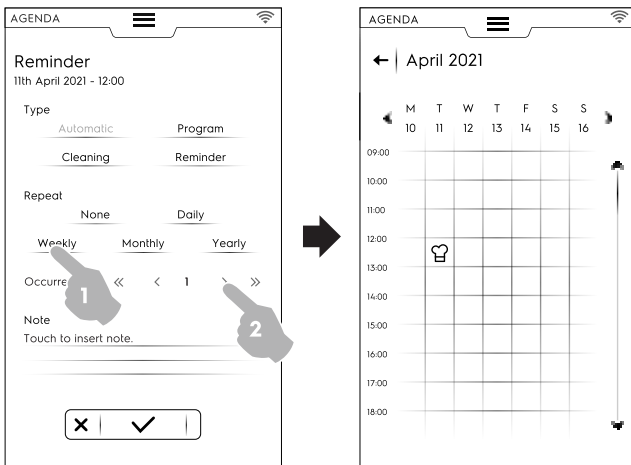 AGENDA
Reminder
11th April 2021 - 12:00
Type
Automatic Program
Cleaning Reminder
Repeat
None Daily
Weekly Monthly Yearly
Occurre 1 « < 1 > »
2
Note
Touch to insert note.
AGENDA
April 2021
M T W T F S S
10 11 12 13 14 15 16
09:00
10:00
11:00
12:00
13:00
14:00
15:00
16:00
17:00
18:00